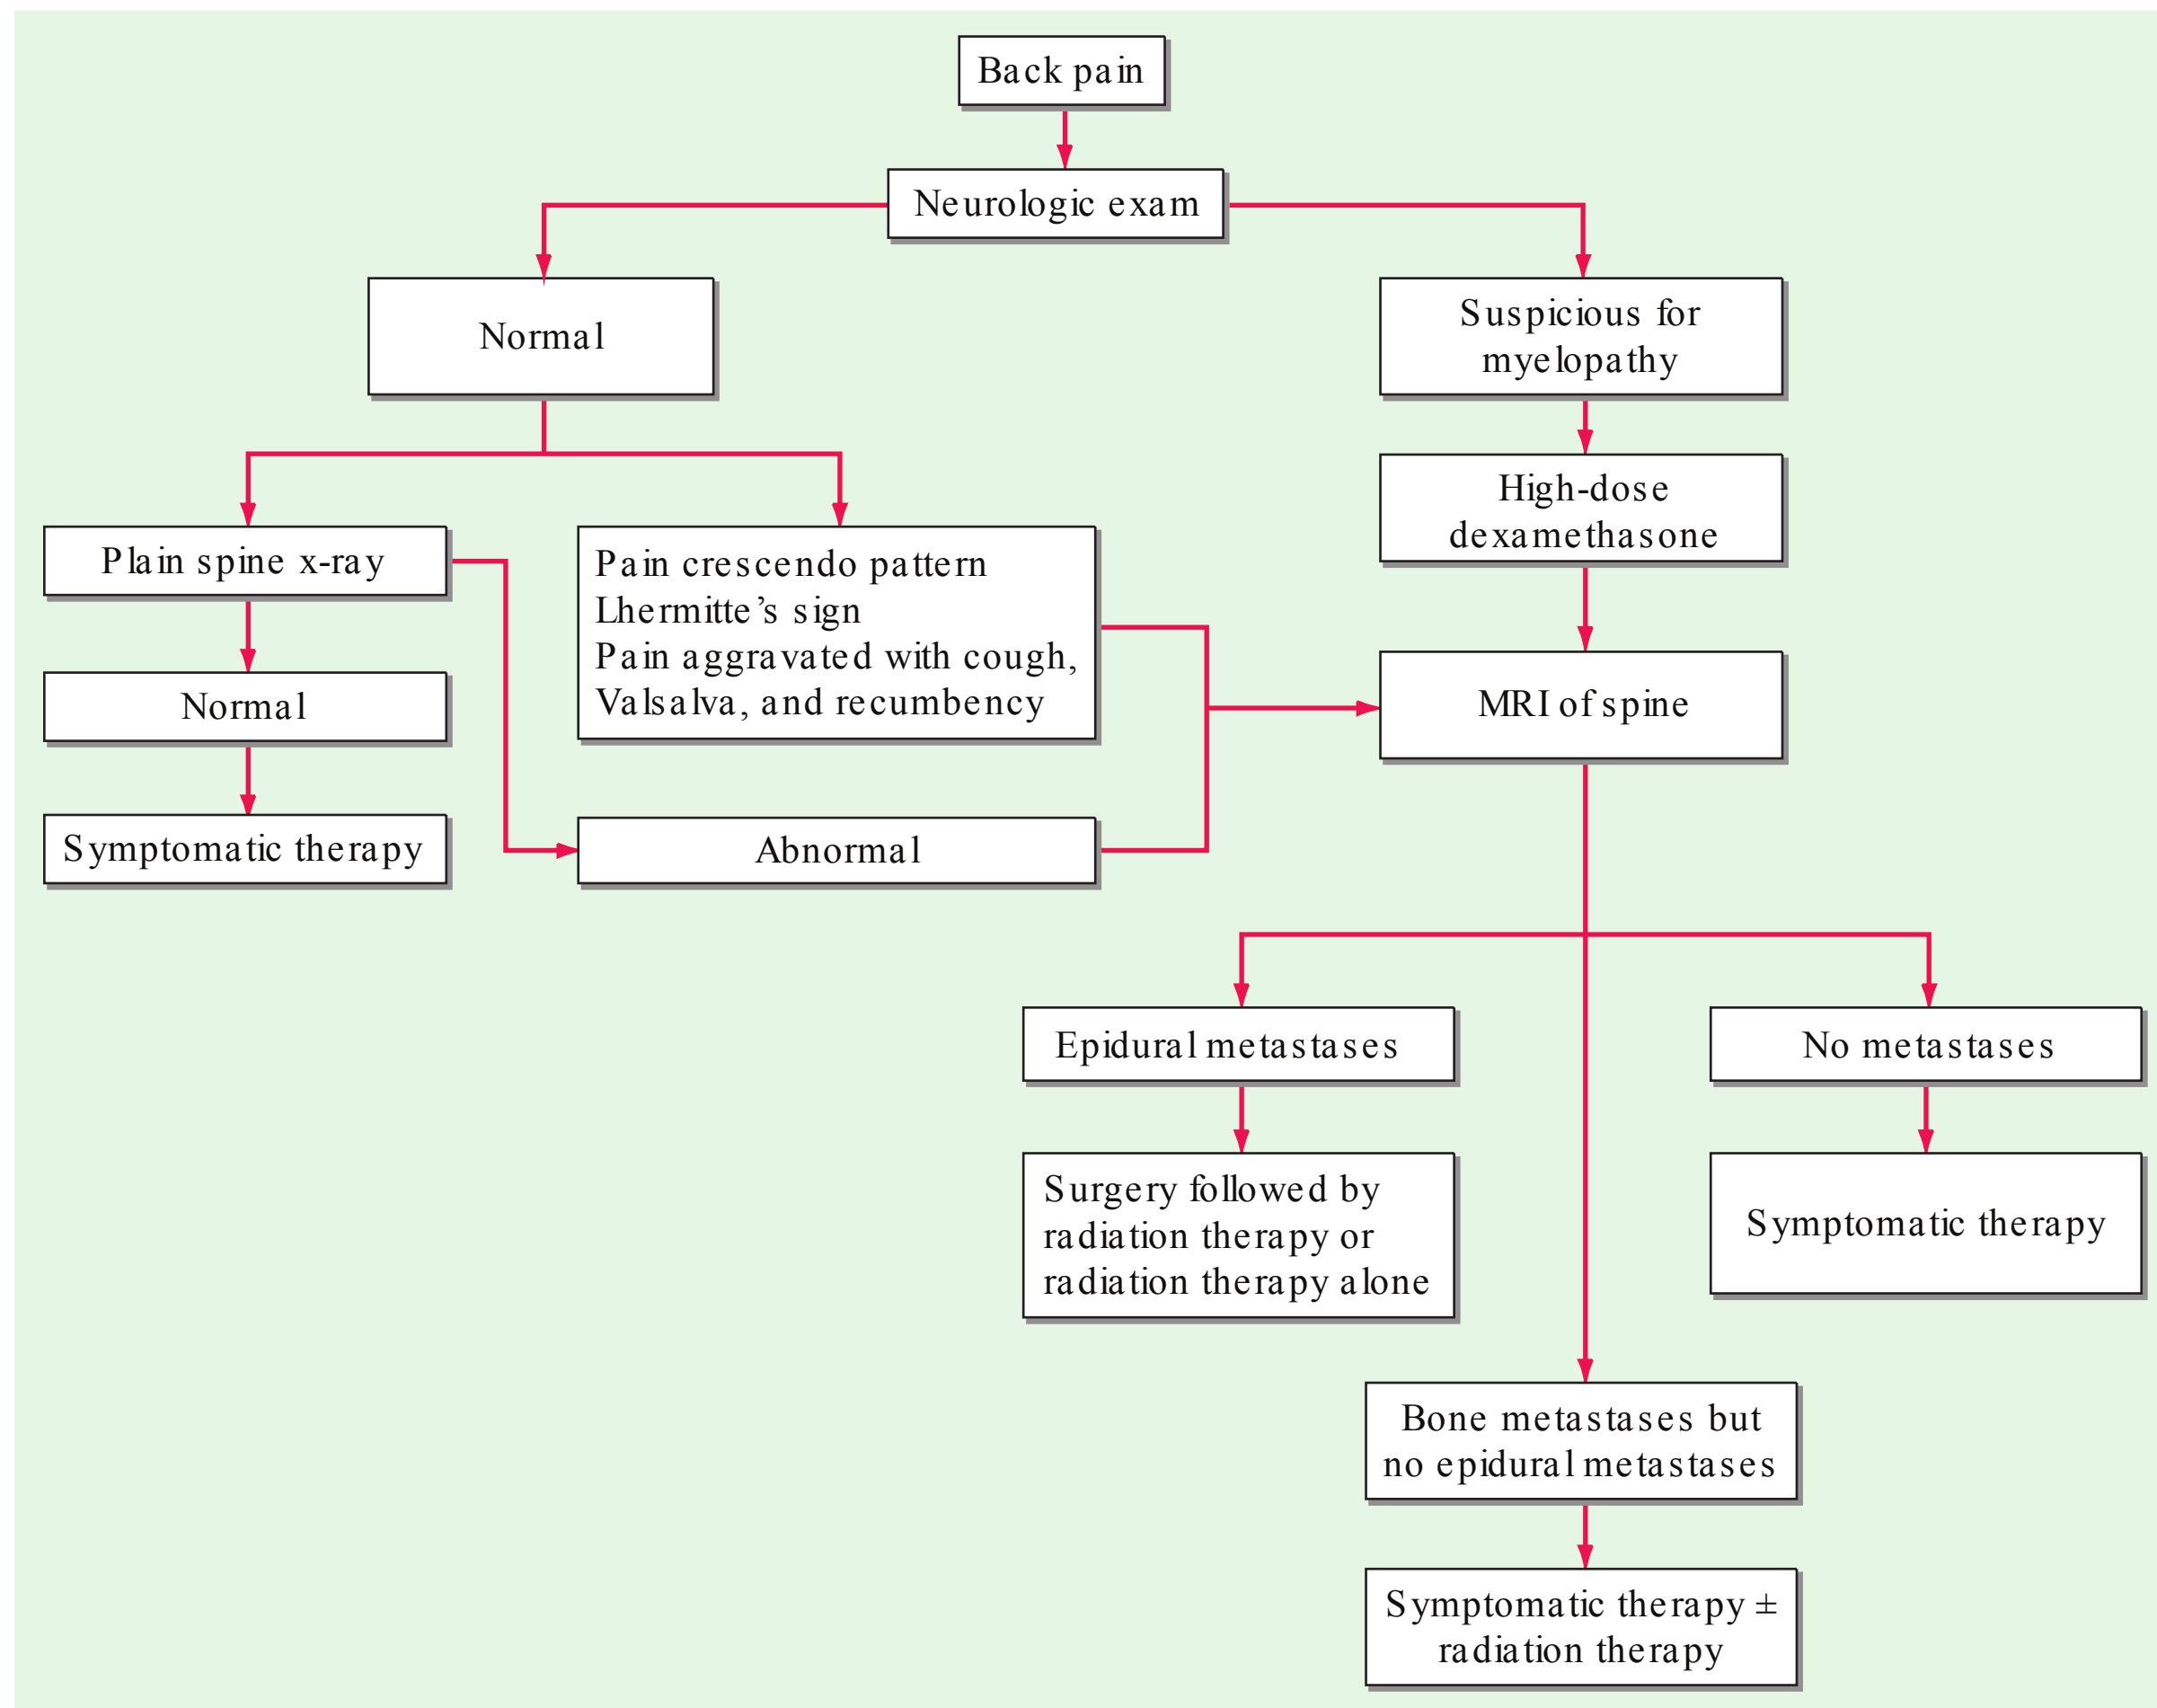 Back pain
Neurologic exam
Normal
Suspicious for
myelopathy
High-dose
dexamethasone
Plain spine x-ray
Pain crescendo pattern
Lhermitte’s sign
Pain aggravated with cough,
Valsalva, and recumbency
Normal
MRI of spine
Symptomatic therapy
Abnormal
Epidural metastases
No metastases
Surgery followed by
radiation therapy or
radiation therapy alone
Symptomatic therapy
Bone metastases but
no epidural metastases
Symptomatic therapy ±
radiation therapy